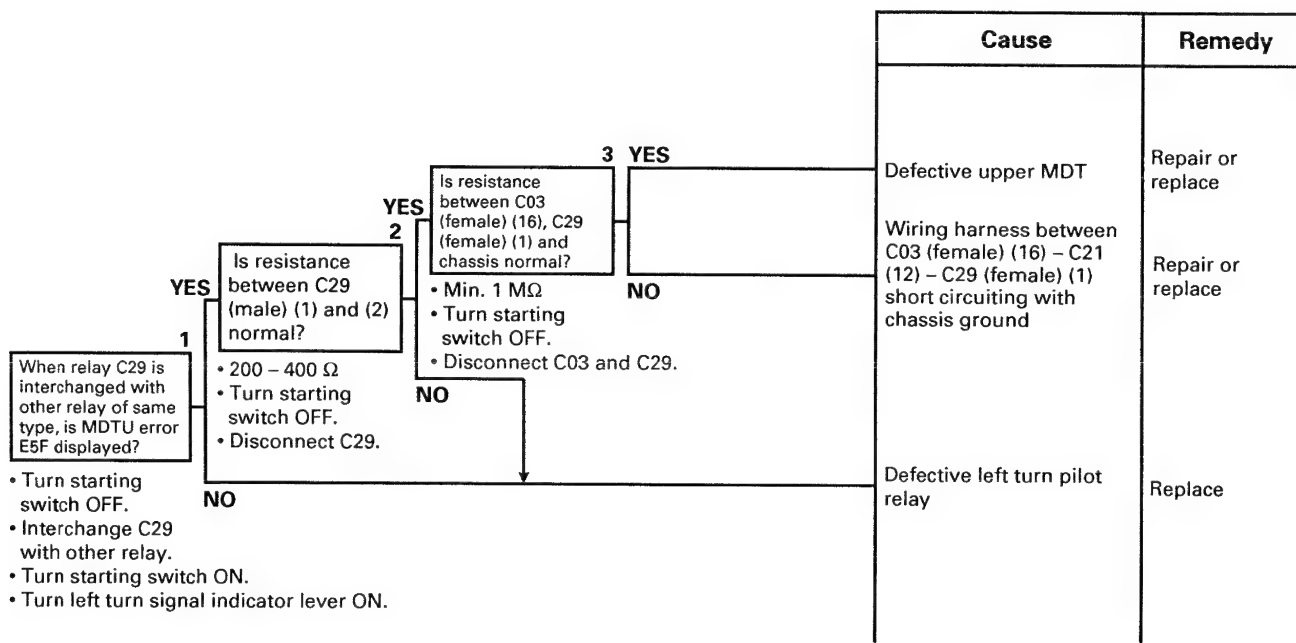 Cause
Remedy
1
When relay C29 is
interchanged with
other relay of same
type, is MDTU error
E5F displayed?
• Turn starting
switch OFF.
• Interchange C29
with other relay.
• Turn starting switch ON.
• Turn left turn signal indicator lever ON.
YES
NO
2
Is resistance
between C29
(male) (1) and (2)
normal?
• 200 – 400 Ω
• Turn starting
switch OFF.
• Disconnect C29.
YES
NO
3
Is resistance
between C03
(female) (16), C29
(female) (1) and
chassis normal?
• Min. 1 MΩ
• Turn starting
switch OFF.
• Disconnect C03 and C29.
YES
NO
Defective upper MDT
Repair or
replace
Wiring harness between
C03 (female) (16) – C21
(12) – C29 (female) (1)
short circuiting with
chassis ground
Repair or
replace
Defective left turn pilot
relay
Replace